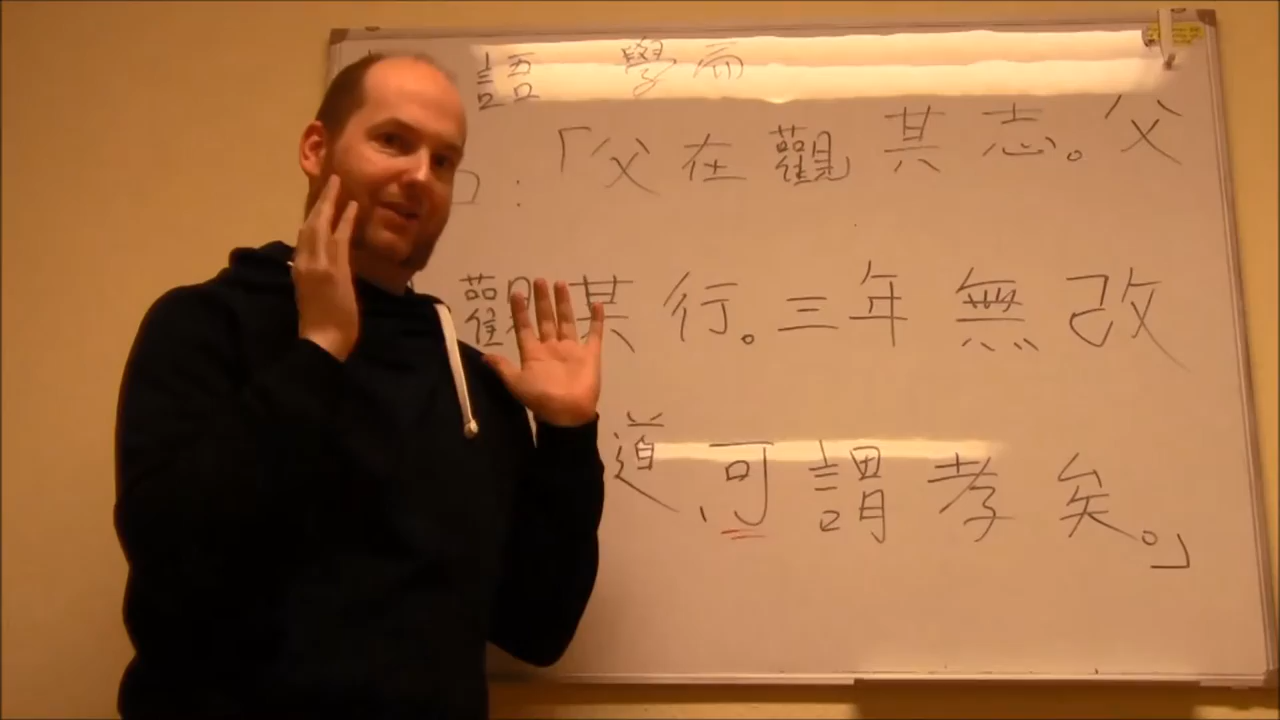 語 學而
曰:「父在觀其志。父
觀其行。三年無改
道,可謂孝矣。」